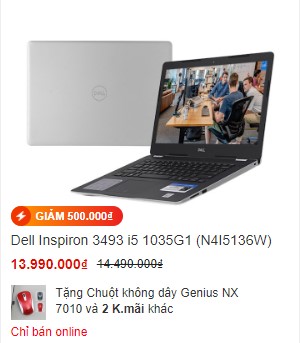 DELL
GIẢM 500.000₫
Dell Inspiron 3493 i5 1035G1 (N4I5136W)
13.990.000₫ 14.490.000₫
Tặng Chuột không dây Genius NX
7010 và 2 K.mãi khác
Chỉ bán online